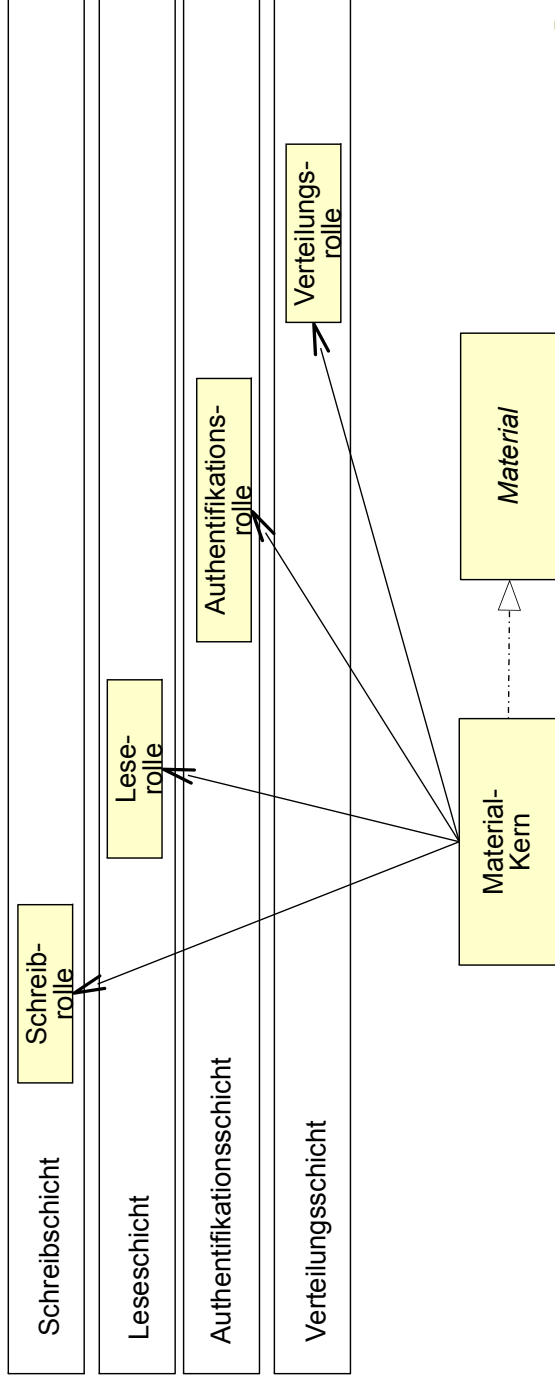 Schreibschicht
Schreib-
rolle
Leseschicht
Lese-
rolle
Authentifikationsschicht
Authentifikations-
rolle
Verteilungsschicht
Verteilungs-
rolle
Material-
Kern
Material